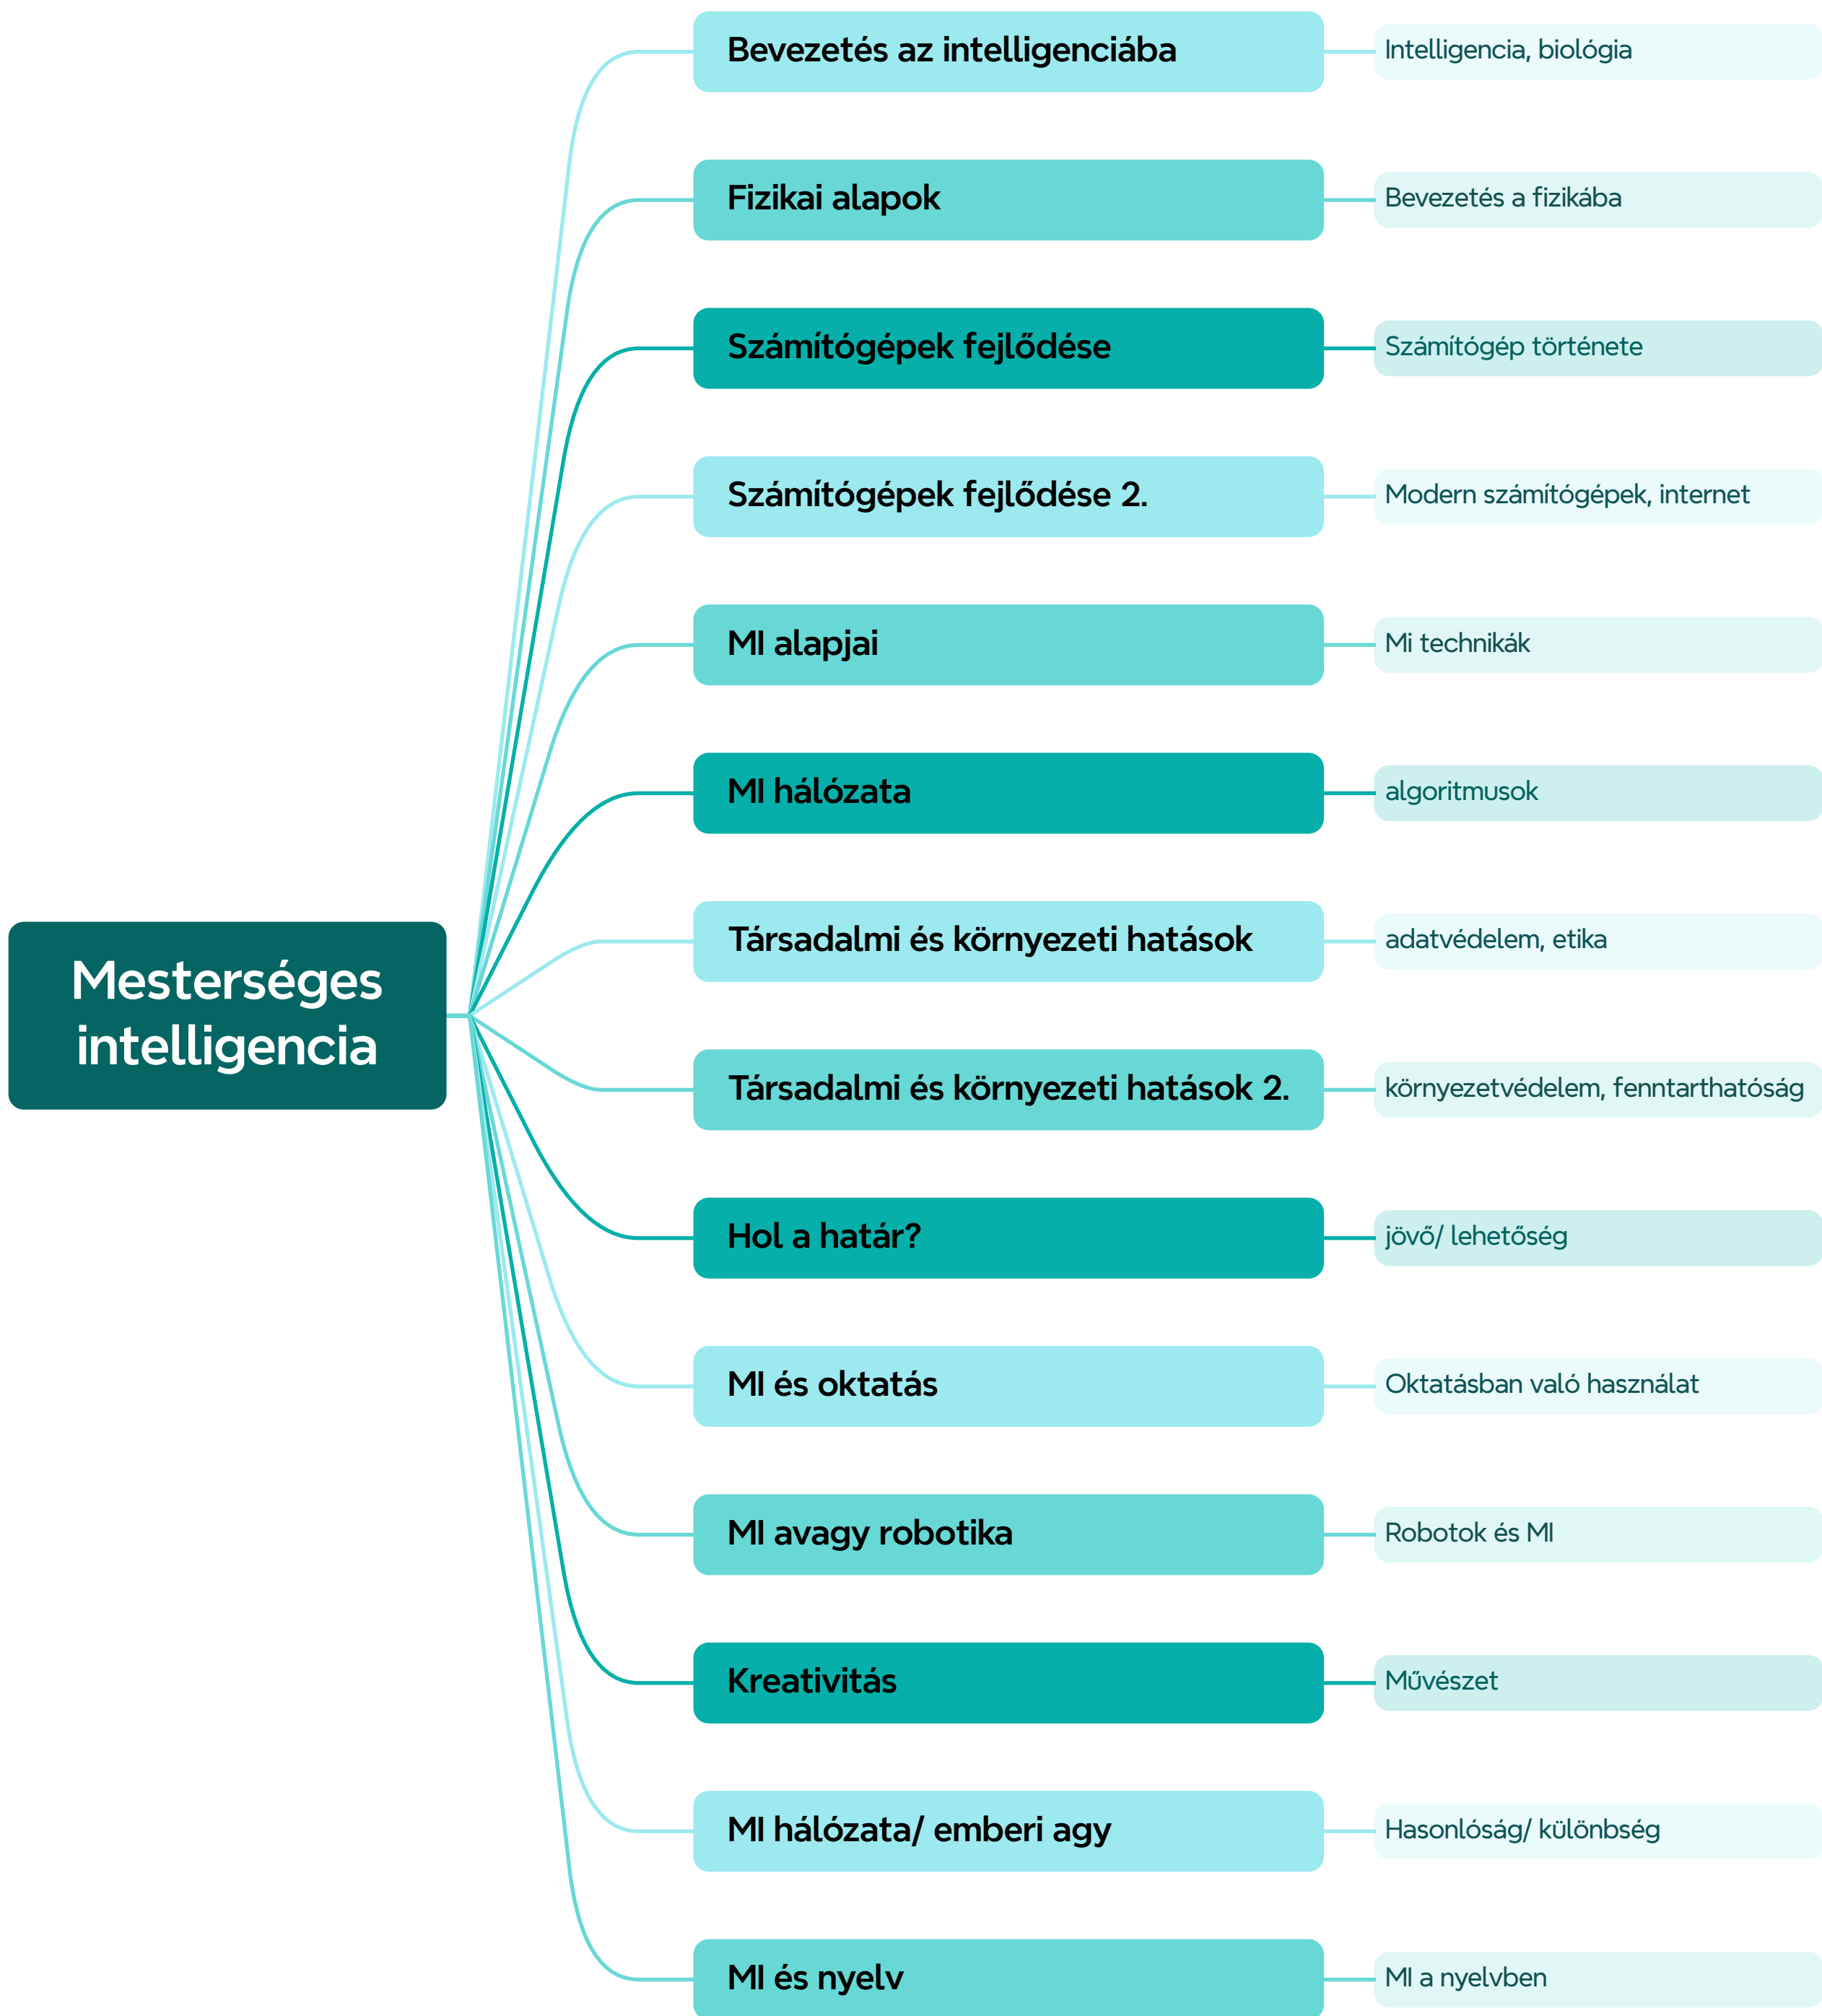 Mesterséges
intelligencia
Bevezetés az intelligenciába
Intelligencia, biológia
Fizikai alapok
Bevezetés a fizikába
Számítógépek fejlődése
Számítógép története
Számítógépek fejlődése 2.
Modern számítógépek, internet
MI alapjai
Mi technikák
MI hálózata
algoritmusok
Társadalmi és környezeti hatások
adatvédelem, etika
Társadalmi és környezeti hatások 2.
környezetvédelem, fenntarthatóság
Hol a határ?
jövő/ lehetőség
MI és oktatás
Oktatásban való használat
MI avagy robotika
Robotok és MI
Kreativitás
Művészet
MI hálózata/ emberi agy
Hasonlóság/ különbség
MI és nyelv
MI a nyelvben